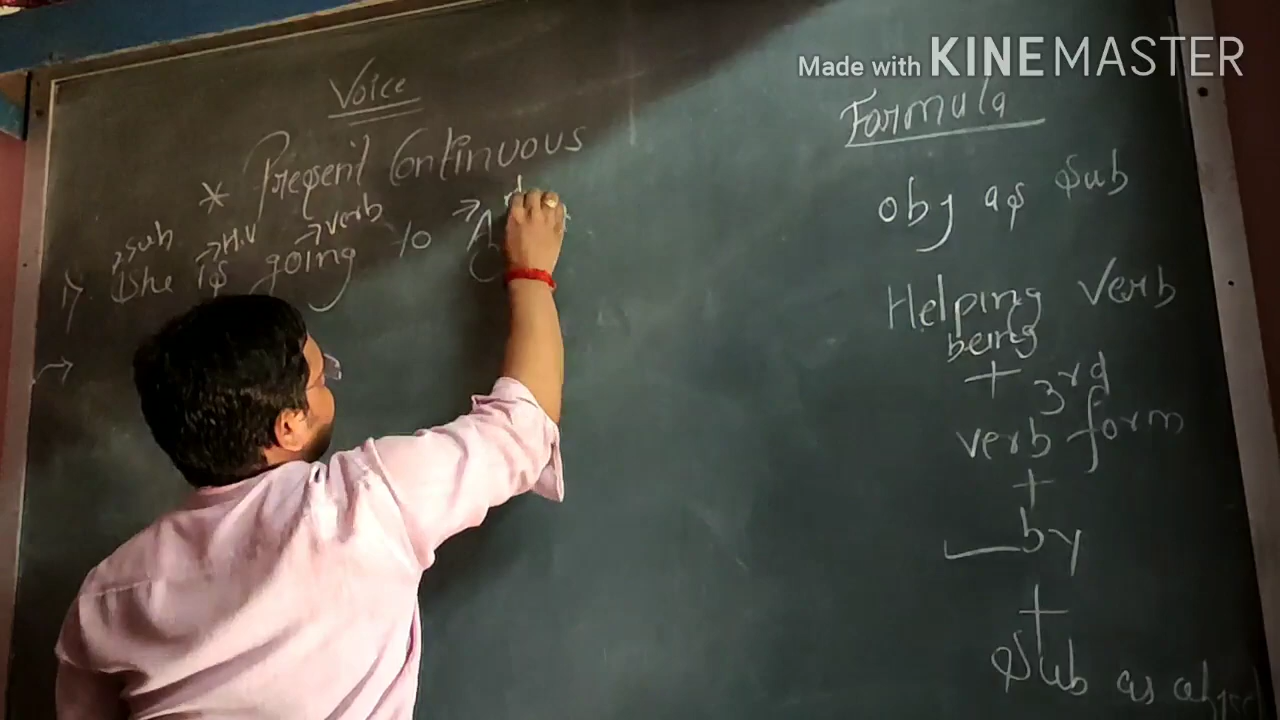 Made with KINEMASTER
Voice
Formula
* Present Continuous
obj as Sub
sub →H.V →verb →
1) She is going to
→
Helping Verb
being
+ 3rd
verb form
+
by
+
Sub as